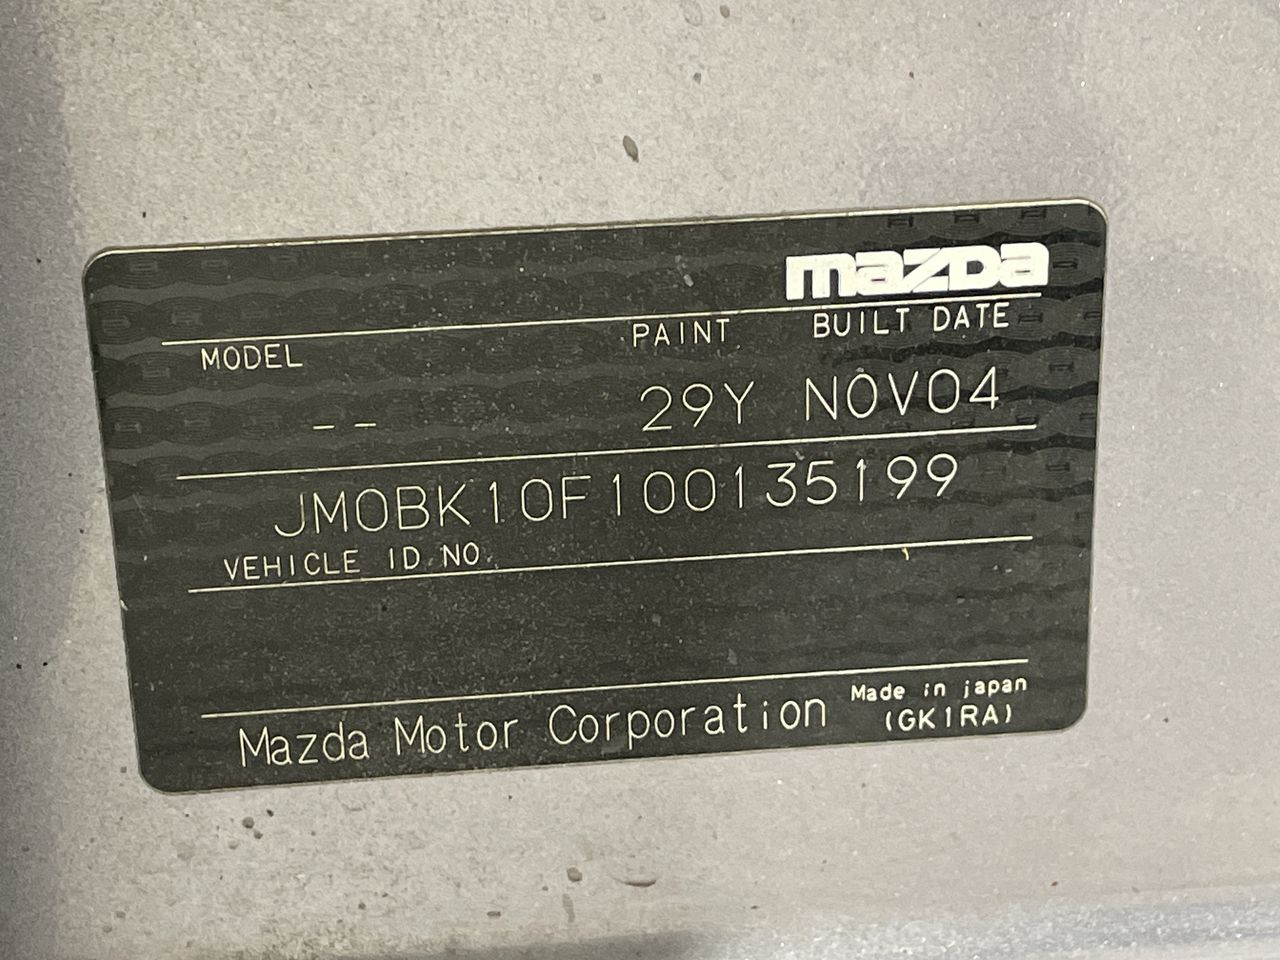 mazda
MODEL PAINT BUILT DATE
-- 29Y NOV04
JM0BK10F100135199
VEHICLE ID NO.
Mazda Motor Corporation Made in japan
(GK1RA)